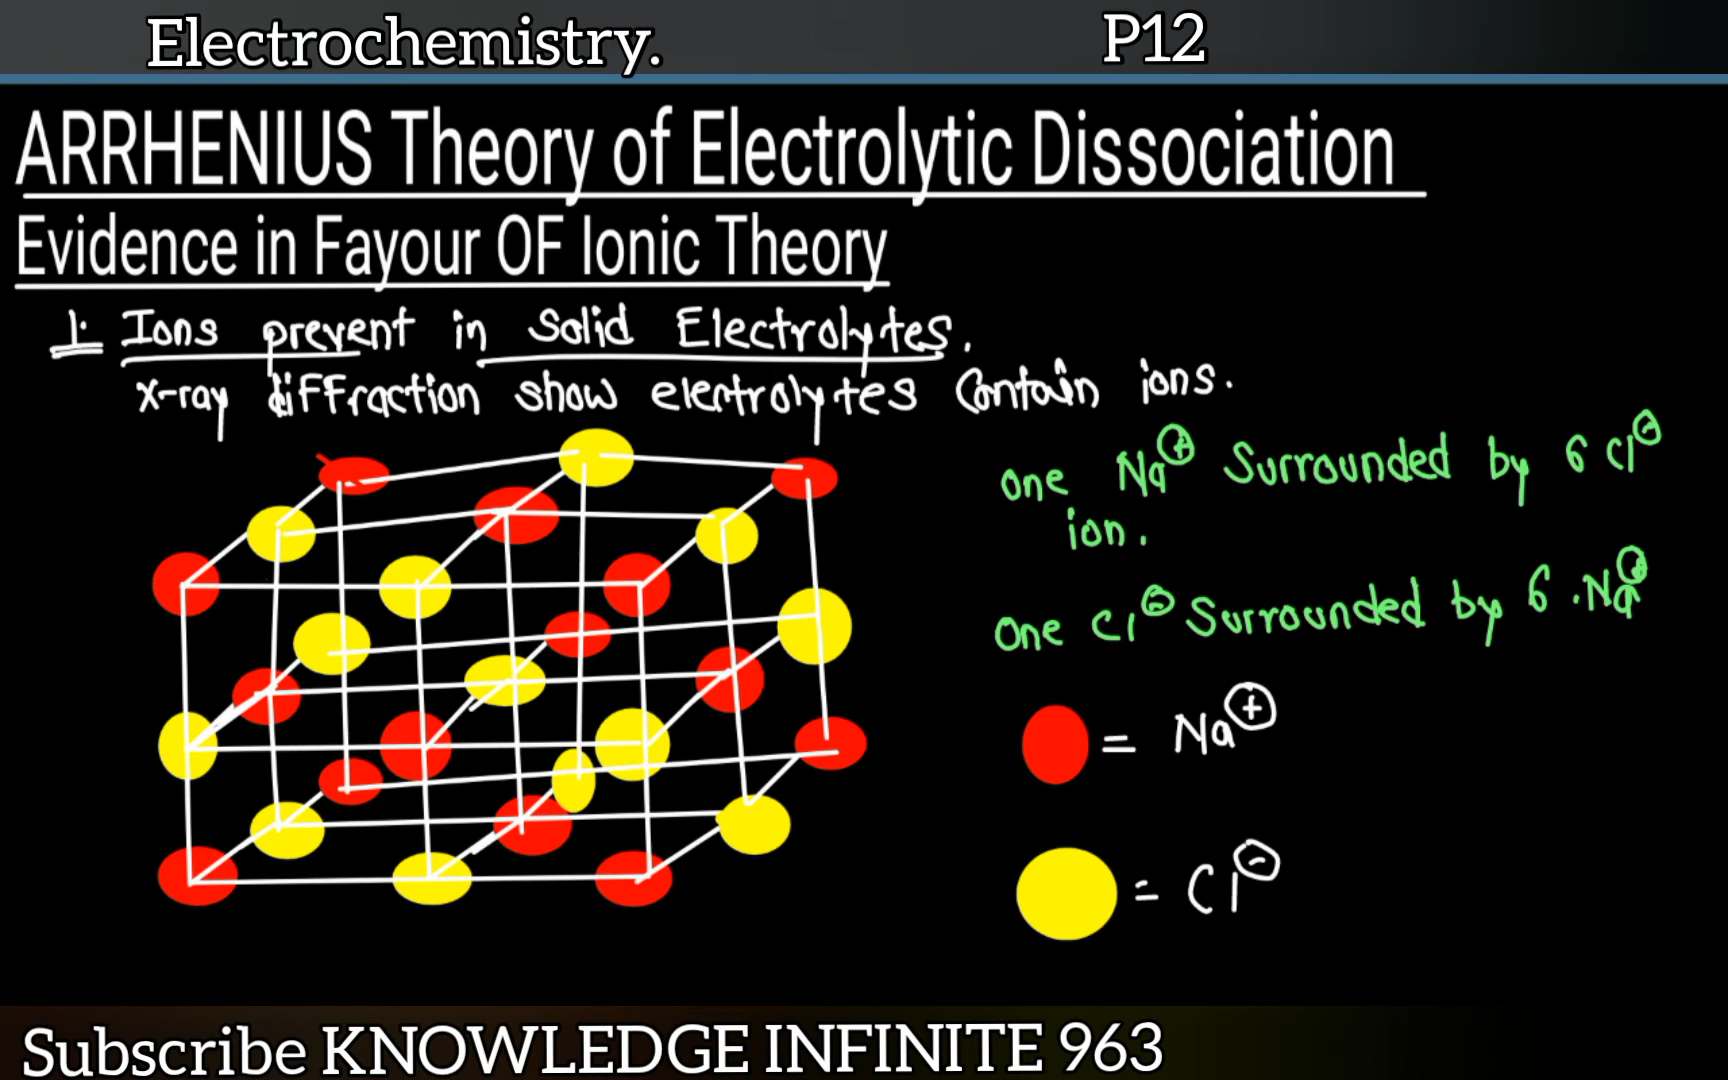 Electrochemistry. P12
ARRHENIUS Theory of Electrolytic Dissociation
Evidence in Fayour OF Ionic Theory
1. Ions prevent in Solid Electrolytes.
X-ray diffraction show electrolytes Contain ions.
One Na⊕ Surrounded by 6 Cl⊖
ion.
One Cl⊖ Surrounded by 6 .Na⊕
= Na⊕
= Cl⊖
Subscribe KNOWLEDGE INFINITE 963